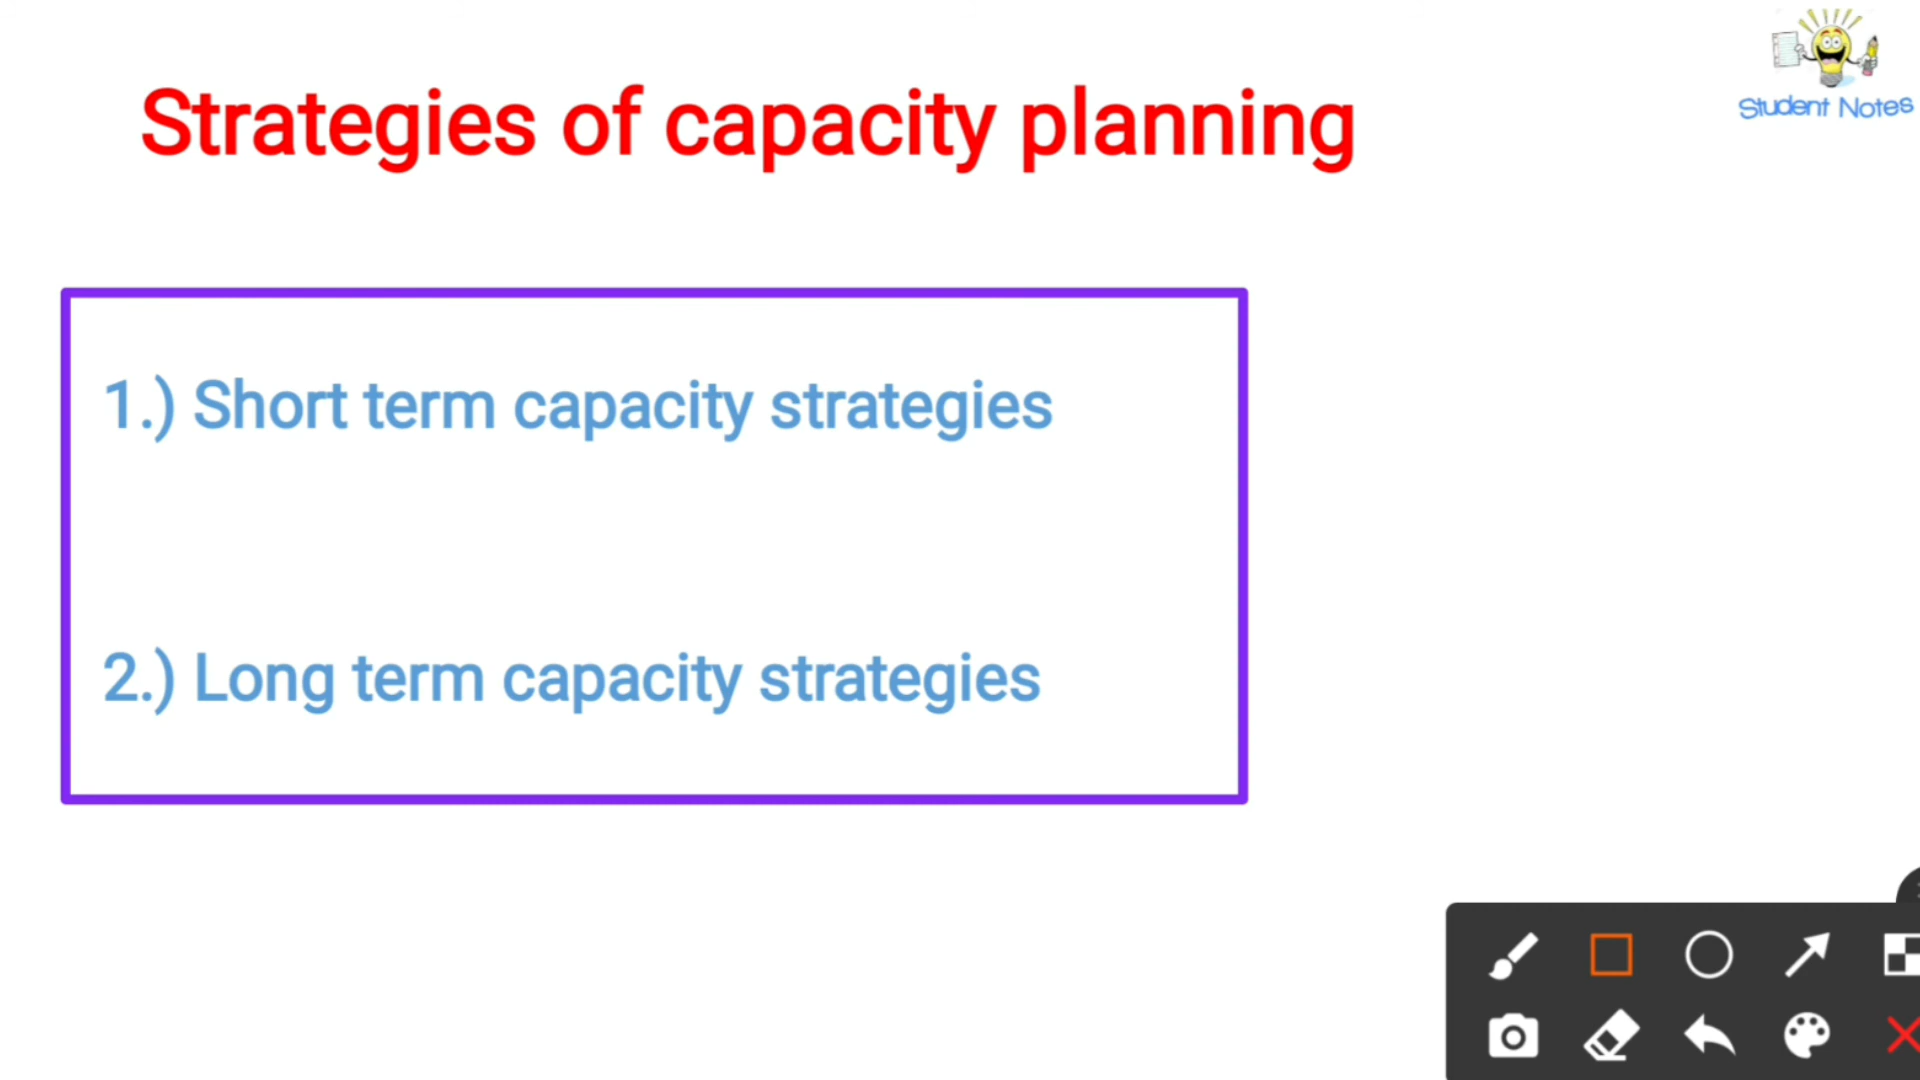 Student Notes
Strategies of capacity planning
1.) Short term capacity strategies
2.) Long term capacity strategies